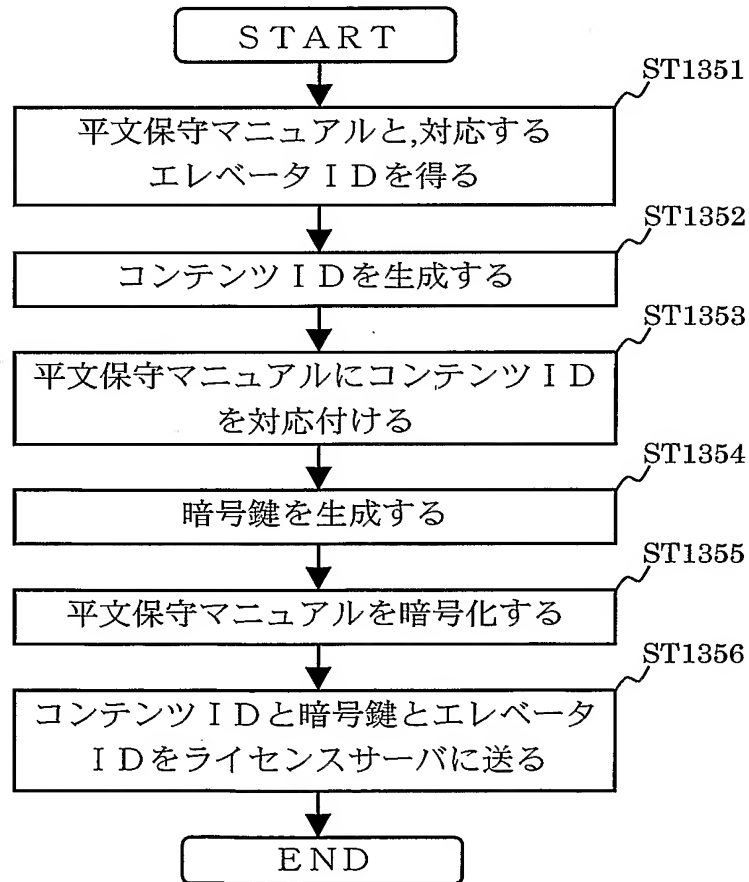 START
ST1351
平文保守マニュアルと,対応する
エレベータIDを得る
ST1352
コンテンツIDを生成する
ST1353
平文保守マニュアルにコンテンツID
を対応付ける
ST1354
暗号鍵を生成する
ST1355
平文保守マニュアルを暗号化する
ST1356
コンテンツIDと暗号鍵とエレベータ
IDをライセンスサーバに送る
END